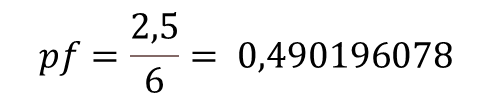 pf = 2,5/6 = 0,490196078